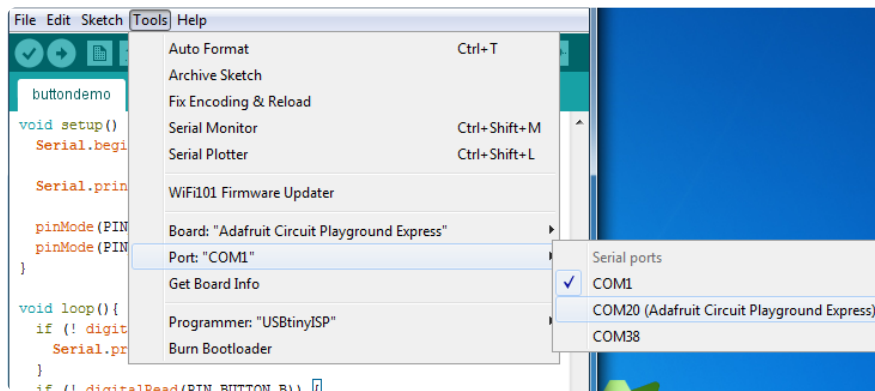 File Edit Sketch Tools Help
Auto Format Ctrl+T
Archive Sketch
Fix Encoding & Reload
Serial Monitor Ctrl+Shift+M
Serial Plotter Ctrl+Shift+L
WiFi101 Firmware Updater
Board: "Adafruit Circuit Playground Express"
Port: "COM1"
Get Board Info
Programmer: "USBtinyISP"
Burn Bootloader
Serial ports
COM1
COM20 (Adafruit Circuit Playground Express)
COM38
buttondemo
void setup()
Serial.begi
Serial.prin
pinMode(PIN
pinMode(PIN
}
void loop(){
if (! digit
Serial.pr
}
if (! digitalRead(PIN_BUTTON_B)) {